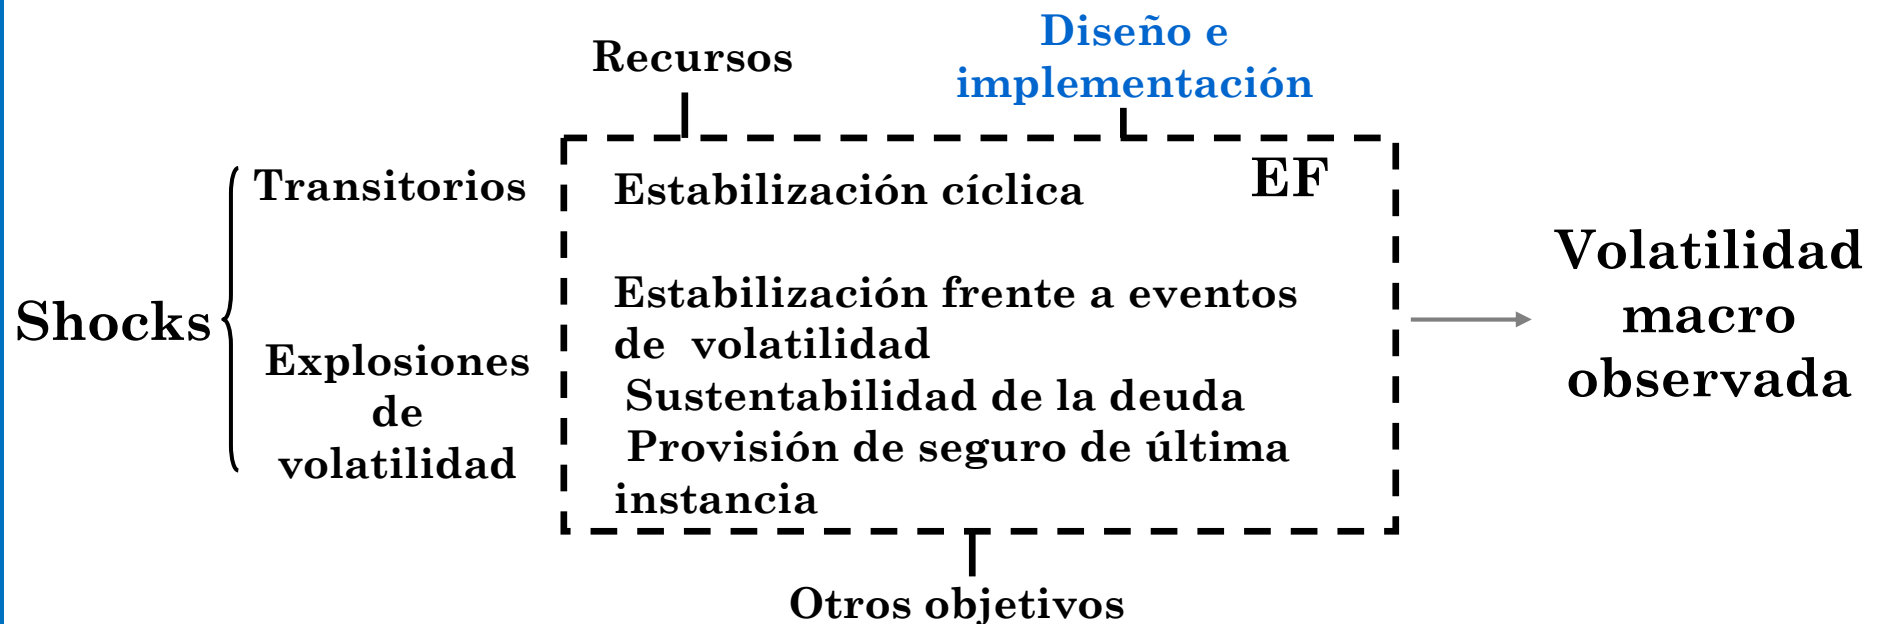 Recursos
Diseño e
implementación
Shocks
Transitorios
Explosiones
de
volatilidad
EF
Estabilización cíclica
Estabilización frente a eventos
de volatilidad
Sustentabilidad de la deuda
Provisión de seguro de última
instancia
Volatilidad
macro
observada
Otros objetivos